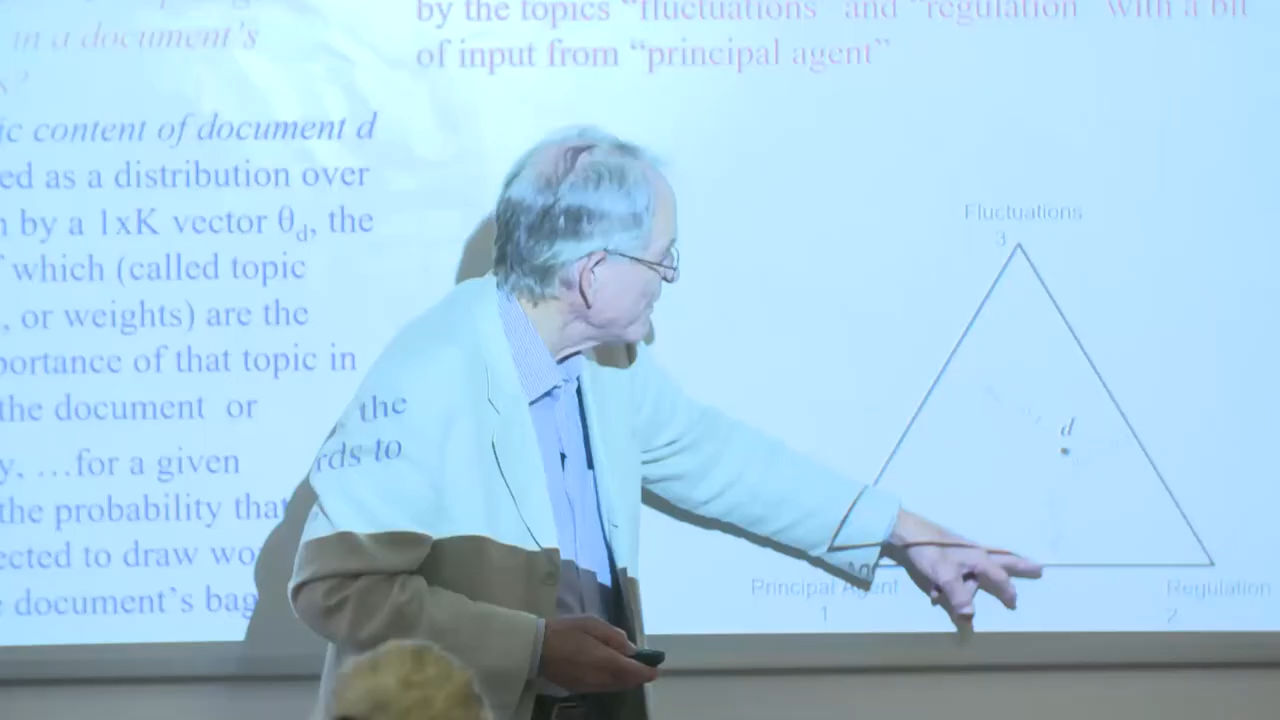 in a document's
ic content of document d
ed as a distribution over
n by a 1xK vector θd, the
which (called topic
, or weights) are the
portance of that topic in
the document or the
y, …for a given rds to
the probability that
ected to draw wo
document's bag
by the topics “fluctuations” and “regulation” with a bit
of input from “principal agent”
Fluctuations
3
d
Principal Agent
1
Regulation
2